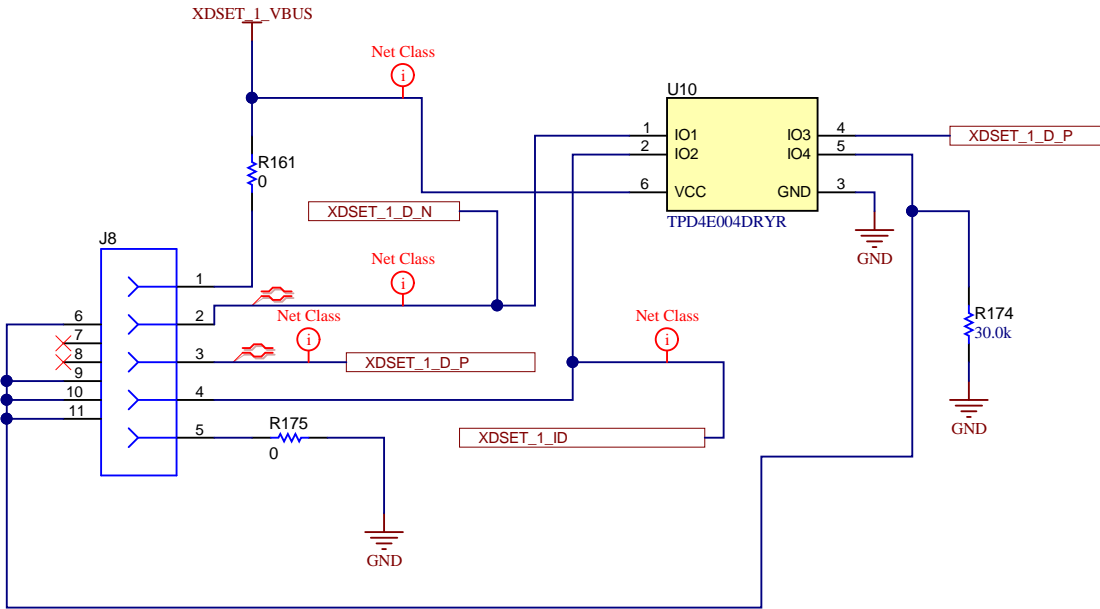 XDSET_1_VBUS
Net Class
i
U10
1
IO1
IO3
4
XDSET_1_D_P
2
IO2
IO4
5
R161
0
6
VCC
GND
3
TPD4E004DRYR
XDSET_1_D_N
GND
J8
Net Class
i
1
6
2
Net Class
i
Net Class
i
R174
30.0k
7
8
3
XDSET_1_D_P
9
10
4
11
GND
R175
0
5
XDSET_1_ID
GND